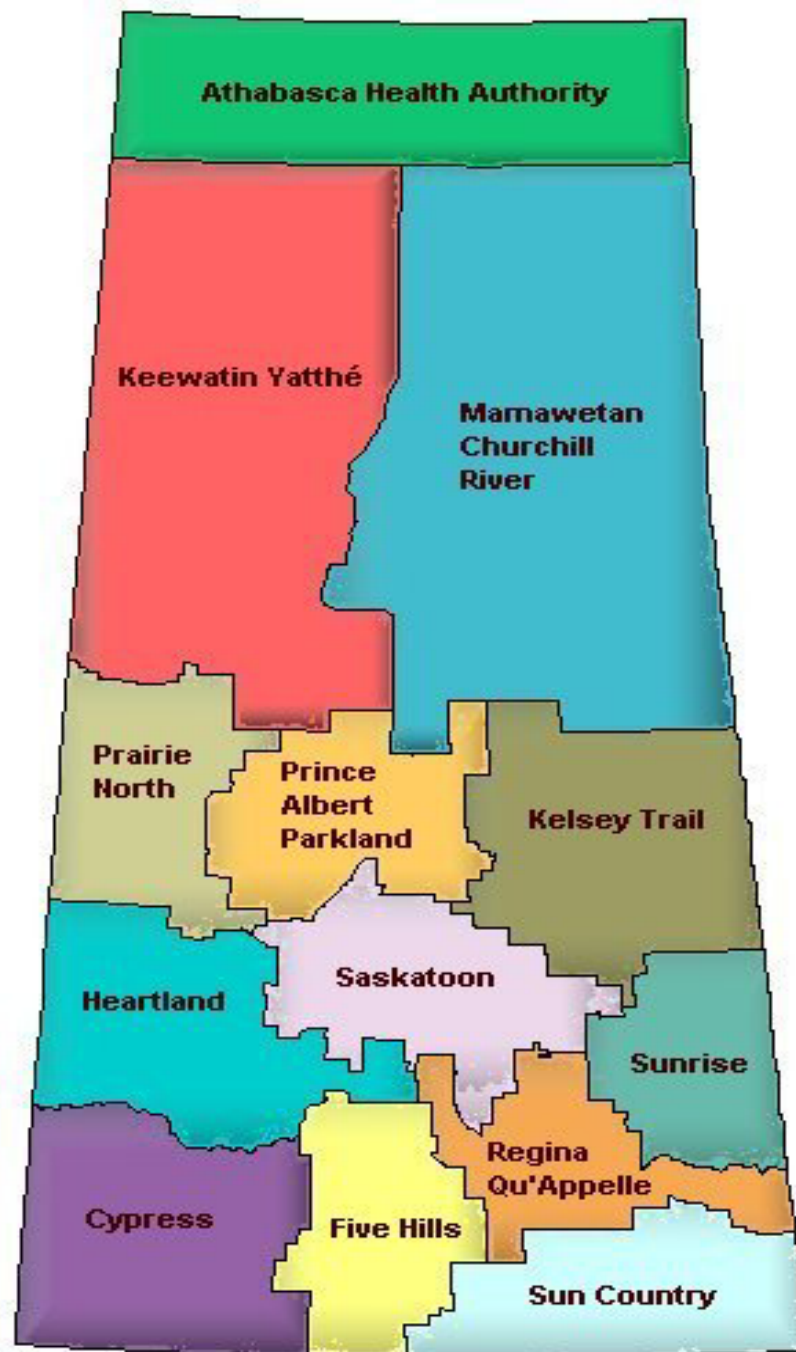 Athabasca Health Authority
Keewatin Yatthé
Mamawetan
Churchill
River
Prairie
North
Prince
Albert
Parkland
Kelsey Trail
Saskatoon
Heartland
Sunrise
Regina
Qu'Appelle
Cypress
Five Hills
Sun Country